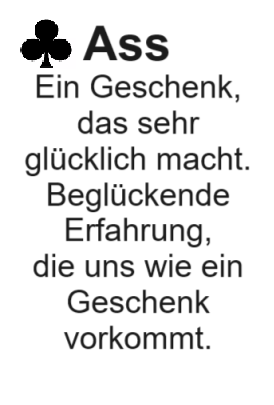 Ass
Ein Geschenk,
das sehr
glücklich macht.
Beglückende
Erfahrung,
die uns wie ein
Geschenk
vorkommt.